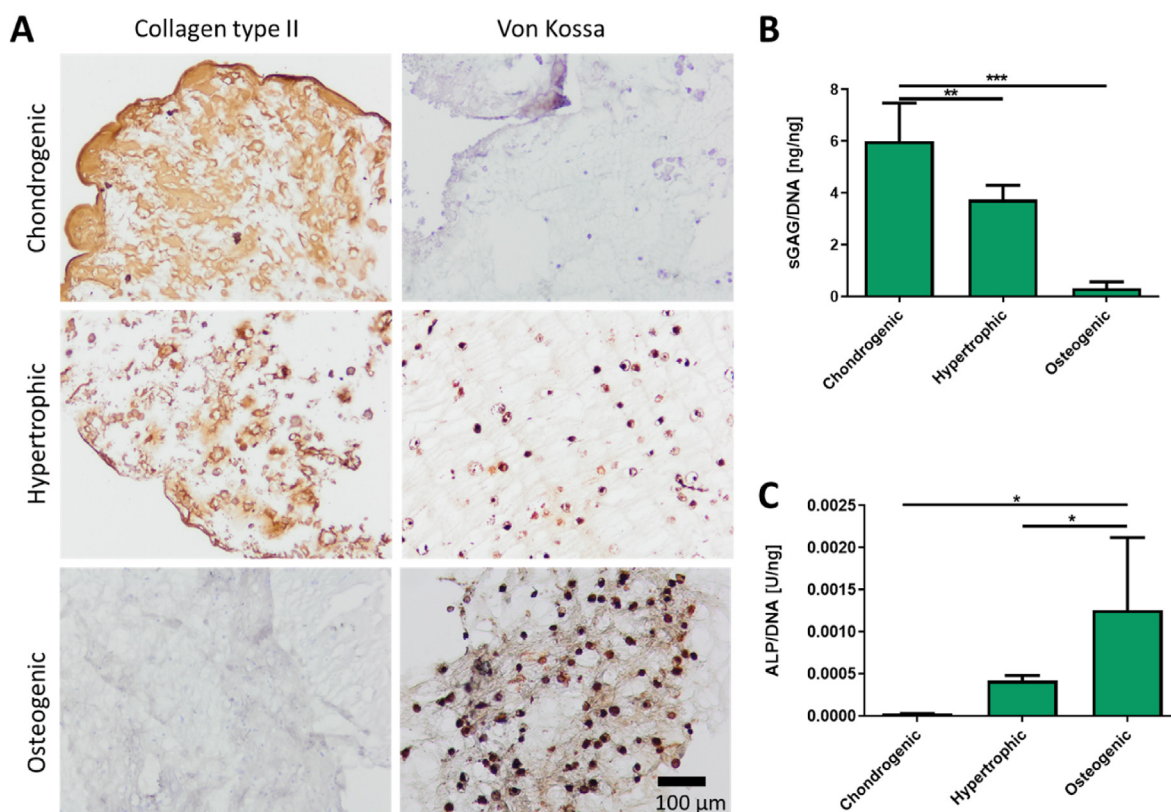 A
Collagen type II
Von Kossa
Chondrogenic
Hypertrophic
Osteogenic
100 µm
B
sGAG/DNA [ng/ng]
8
6
4
2
0
***
**
Chondrogenic
Hypertrophic
Osteogenic
C
ALP/DNA [U/ng]
0.0025
0.0020
0.0015
0.0010
0.0005
0.0000
*
*
Chondrogenic
Hypertrophic
Osteogenic